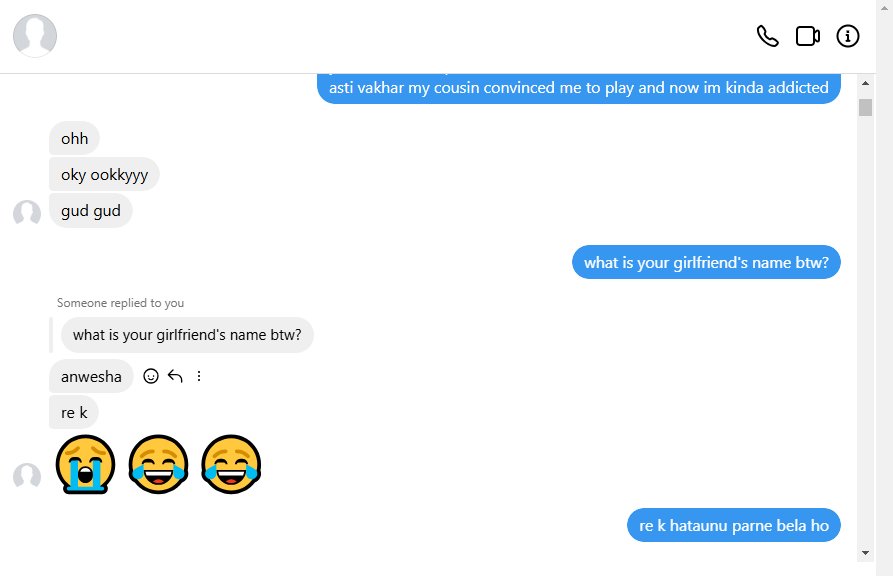 asti vakhar my cousin convinced me to play and now im kinda addicted
ohh
oky ookkyyy
gud gud
what is your girlfriend's name btw?
Someone replied to you
what is your girlfriend's name btw?
anwesha
re k
😭😂😂
re k hataunu parne bela ho